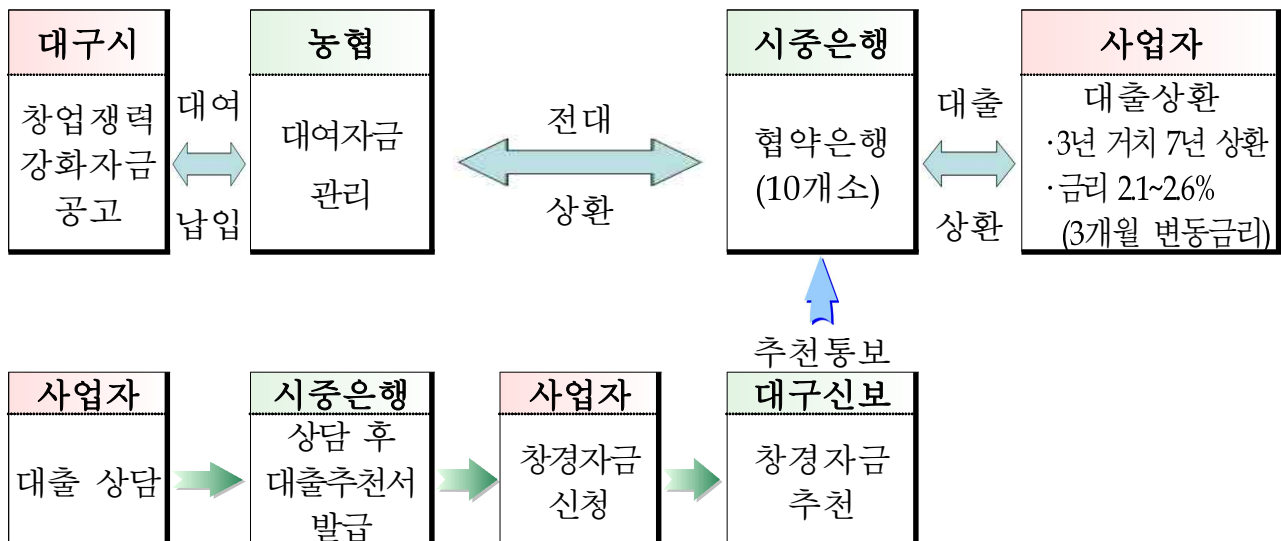 대구시
창업쟁력
강화자금
공고
대여
납입
농협
대여자금
관리
전대
상환
시중은행
협약은행
(10개소)
대출
상환
사업자
대출상환
·3년 거치 7년 상환
·금리 2.1~2.6%
(3개월 변동금리)
추천통보
사업자
대출 상담
시중은행
상담 후
대출추천서
발급
사업자
창경자금
신청
대구신보
창경자금
추천